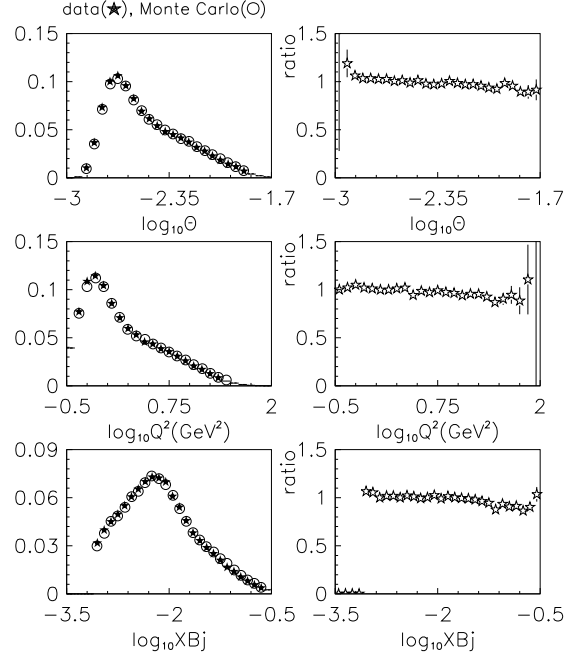 data(★), Monte Carlo(○)
0.15
0.1
0.05
0
−3 −2.35 −1.7
log₁₀Θ
ratio
1.5
1
0.5
0
−3 −2.35 −1.7
log₁₀Θ
0.15
0.1
0.05
0
−0.5 0.75 2
log₁₀Q²(GeV²)
ratio
1.5
1
0.5
0
−0.5 0.75 2
log₁₀Q²(GeV²)
0.09
0.06
0.03
0
−3.5 −2 −0.5
log₁₀XBj
ratio
1.5
1
0.5
0
−3.5 −2 −0.5
log₁₀XBj